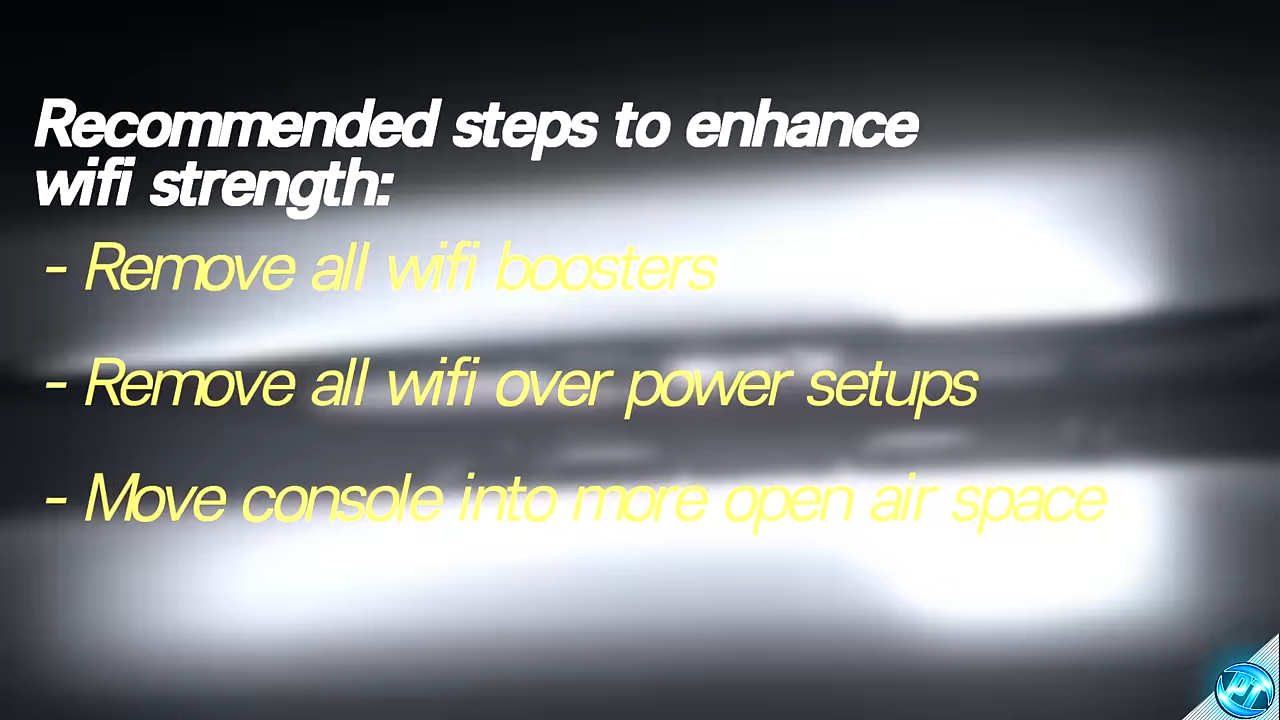 Recommended steps to enhance
wifi strength:
- Remove all wifi boosters
- Remove all wifi over power setups
- Move console into more open air space
PT